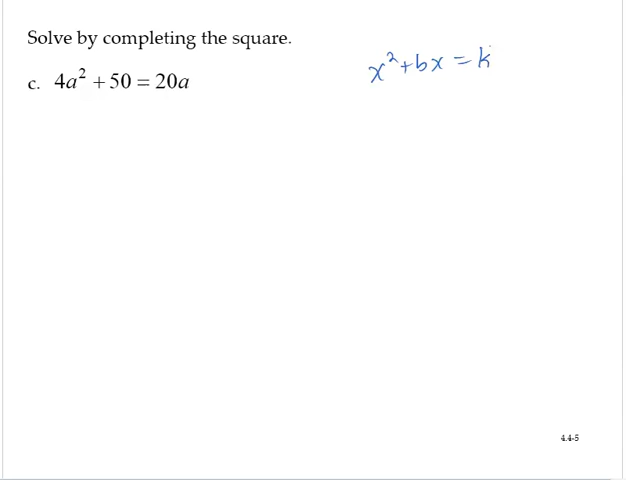 Solve by completing the square.
x² + bx = k
c. 4a² + 50 = 20a
4.4-5